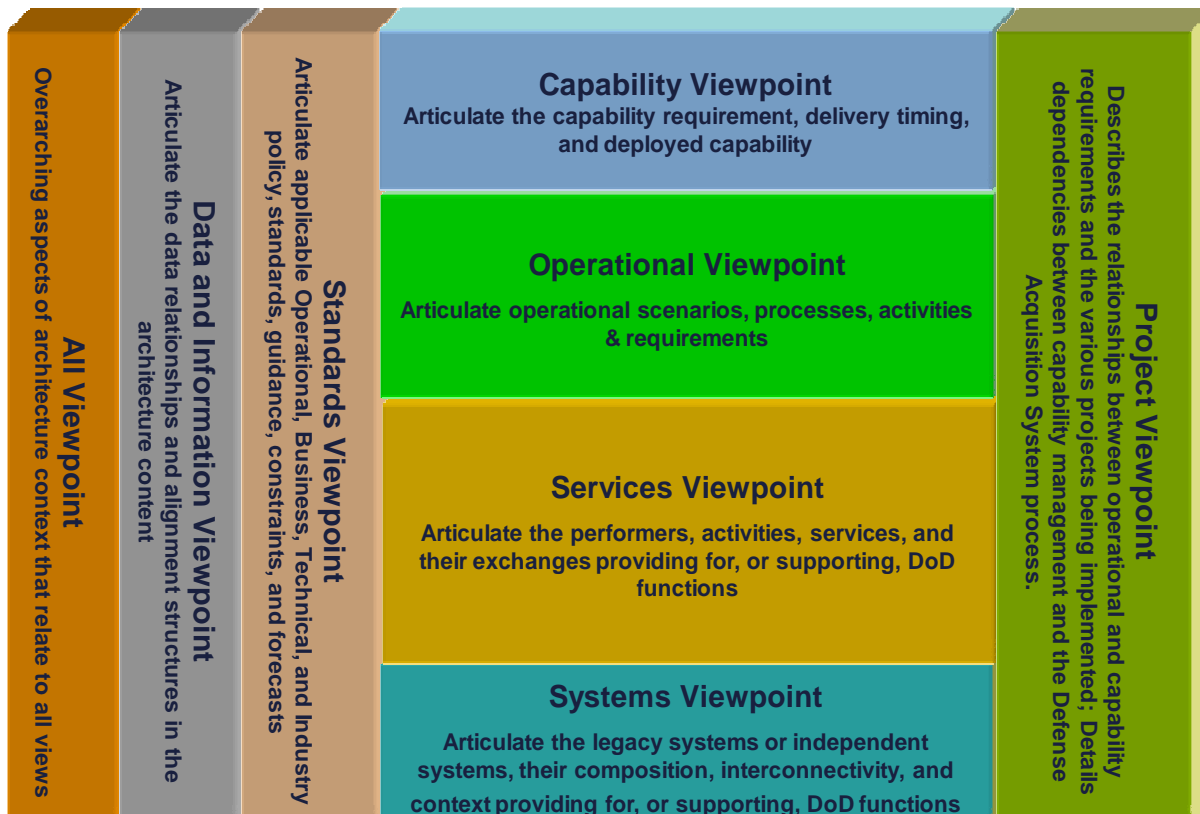 All Viewpoint
Overarching aspects of architecture context that relate to all views
Data and Information Viewpoint
Articulate the data relationships and alignment structures in the
architecture content
Standards Viewpoint
Articulate applicable Operational, Business, Technical, and Industry
policy, standards, guidance, constraints, and forecasts
Capability Viewpoint
Articulate the capability requirement, delivery timing,
and deployed capability
Operational Viewpoint
Articulate operational scenarios, processes, activities
& requirements
Services Viewpoint
Articulate the performers, activities, services, and
their exchanges providing for, or supporting, DoD
functions
Systems Viewpoint
Articulate the legacy systems or independent
systems, their composition, interconnectivity, and
context providing for, or supporting, DoD functions
Project Viewpoint
Describes the relationships between operational and capability
requirements and the various projects being implemented; Details
dependencies between capability management and the Defense
Acquisition System process.